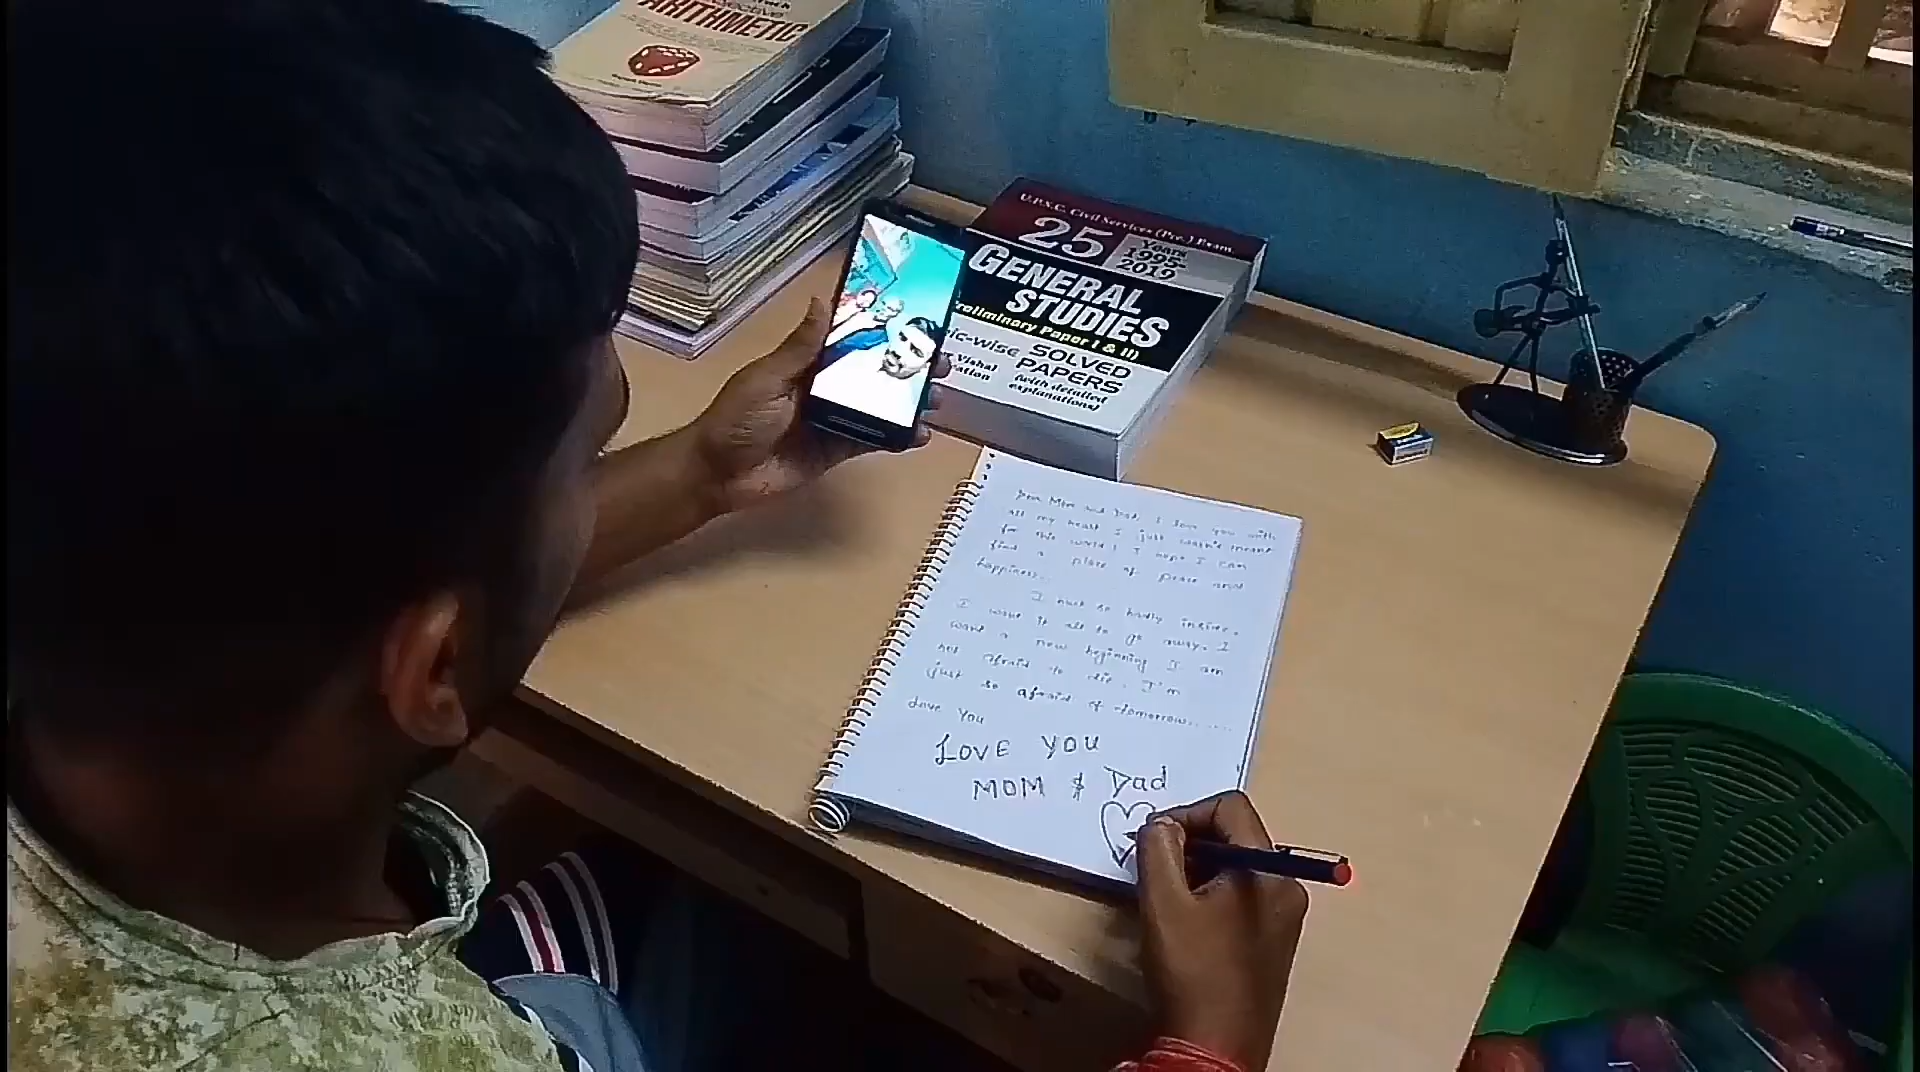 ARITHMETIC
U.P.S.C. Civil Services (Pre.) Exam.
25 Years
1995-
2019
GENERAL
STUDIES
Preliminary Paper I & II)
ic-wise SOLVED
PAPERS
Vishal (with detailed
explanations)
Dear Mom and Dad, I love you with
all my heart I just wasn't meant
for this world! I hope I can
find a place of peace and
happiness..
I hurt so badly inside.
I want it all to go away. I
want a new beginning I am
not afraid to die. I'm
just so afraid of tomorrow......
Love You
LOVE YOU
MOM & Dad